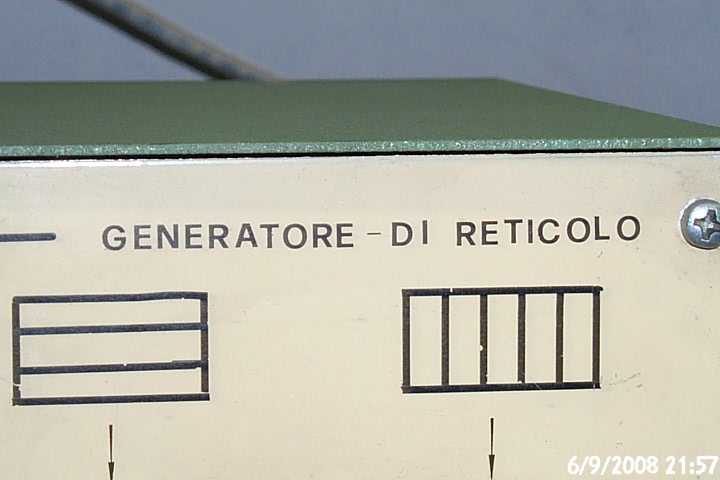 GENERATORE - DI RETICOLO
6/9/2008 21:57